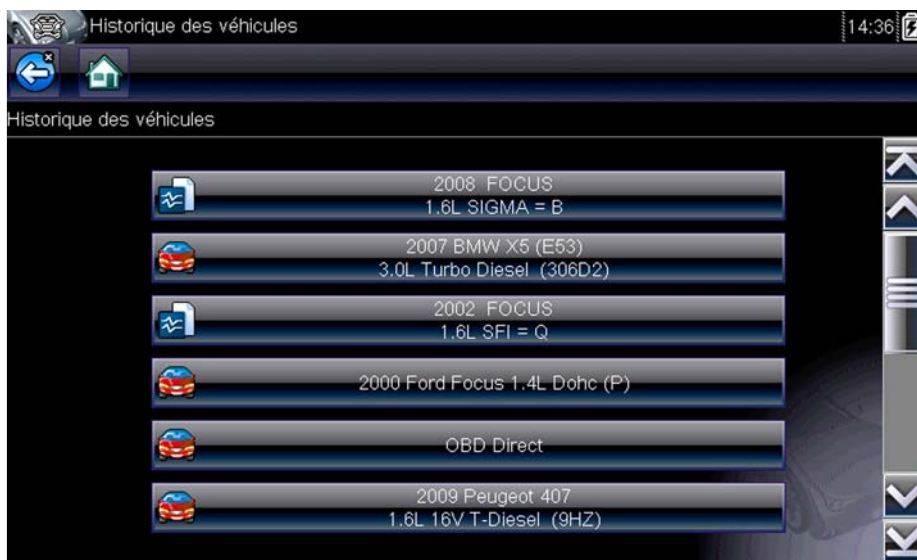 Historique des véhicules
14:36
Historique des véhicules
2008 FOCUS
1.6L SIGMA = B
2007 BMW X5 (E53)
3.0L Turbo Diesel (306D2)
2002 FOCUS
1.6L SFI = Q
2000 Ford Focus 1.4L Dohc (P)
OBD Direct
2009 Peugeot 407
1.6L 16V T-Diesel (9HZ)